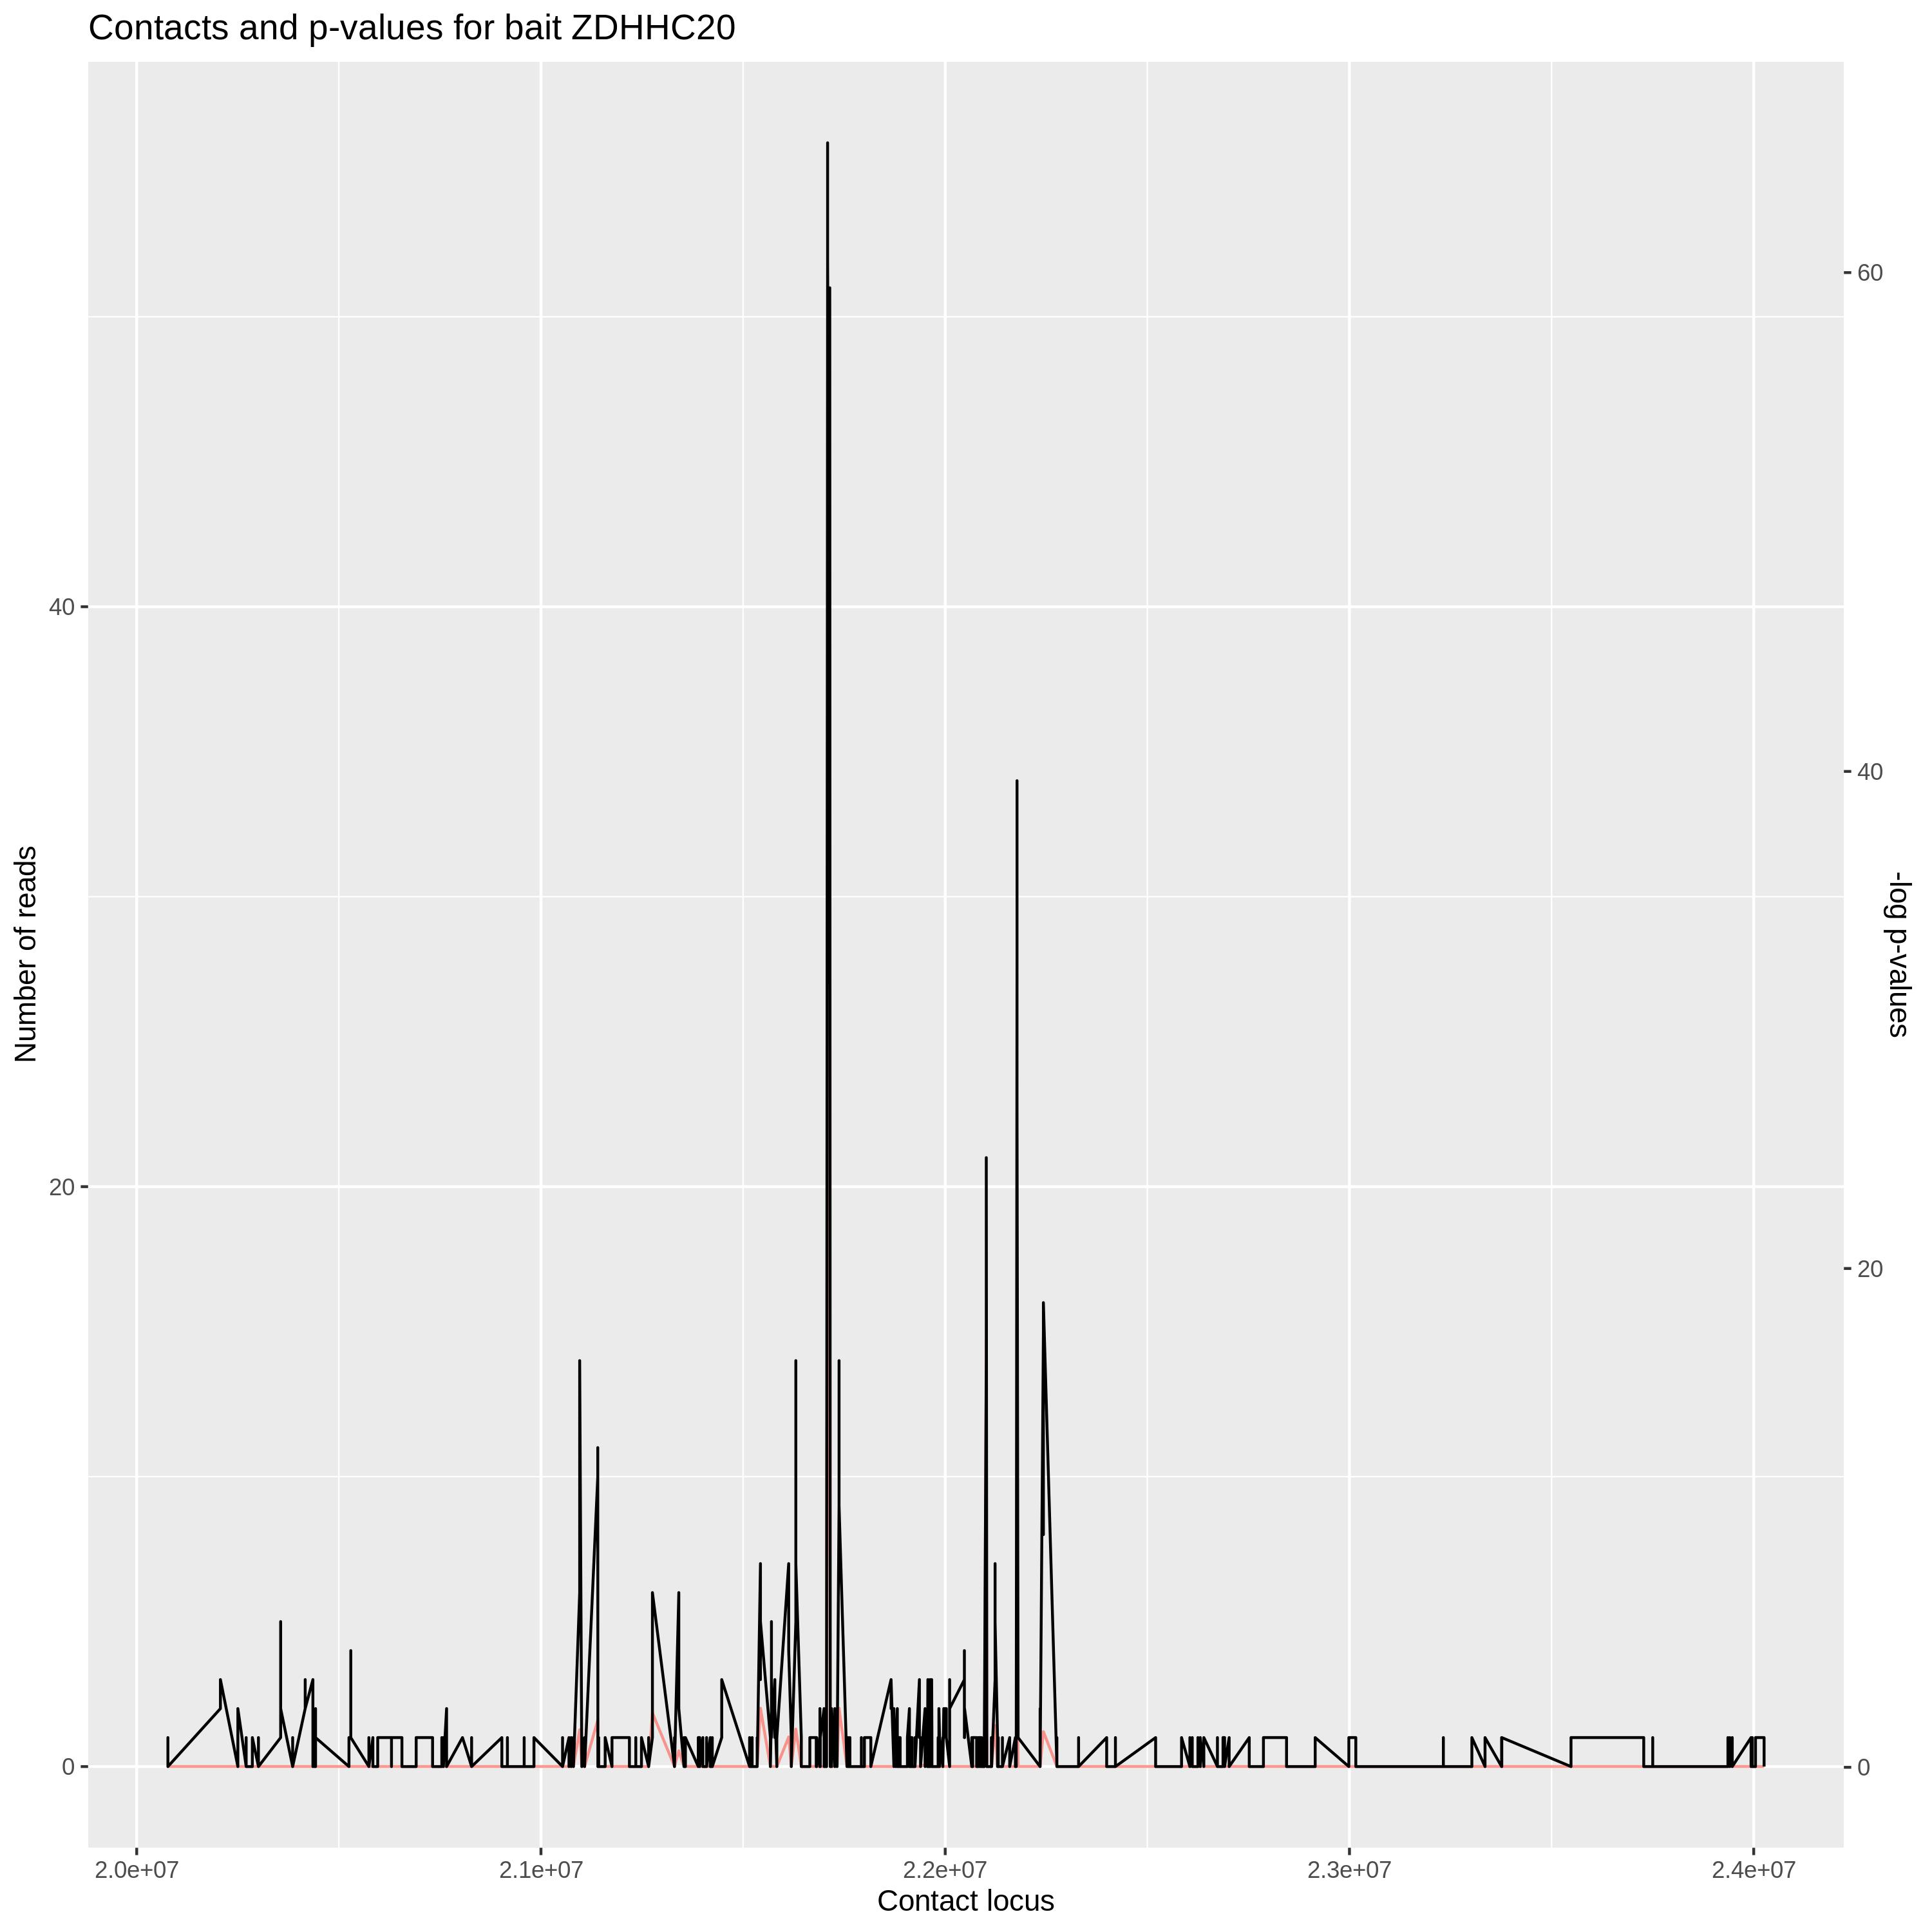 Contacts and p-values for bait ZDHHC20
Number of reads
40
20
0
60
40
20
0
-log p-values
2.0e+07 2.1e+07 2.2e+07 2.3e+07 2.4e+07
Contact locus